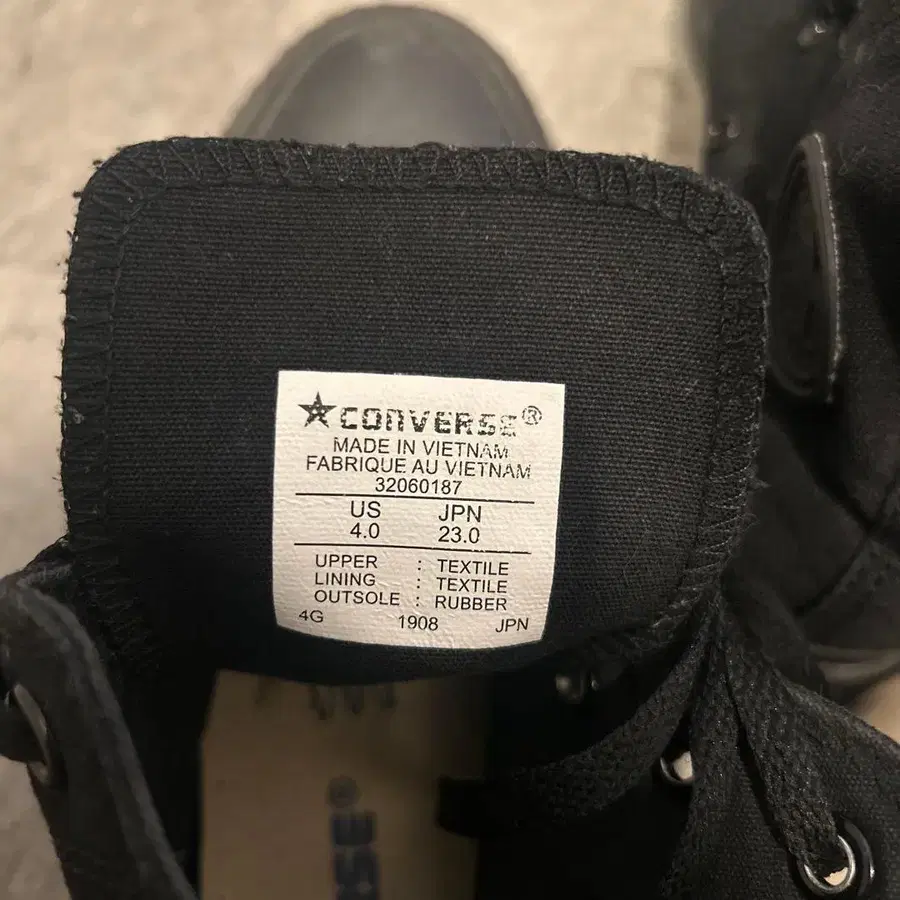 ★CONVERSE®
MADE IN VIETNAM
FABRIQUE AU VIETNAM
32060187
US JPN
4.0 23.0
UPPER : TEXTILE
LINING : TEXTILE
OUTSOLE : RUBBER
4G 1908 JPN
RSE®